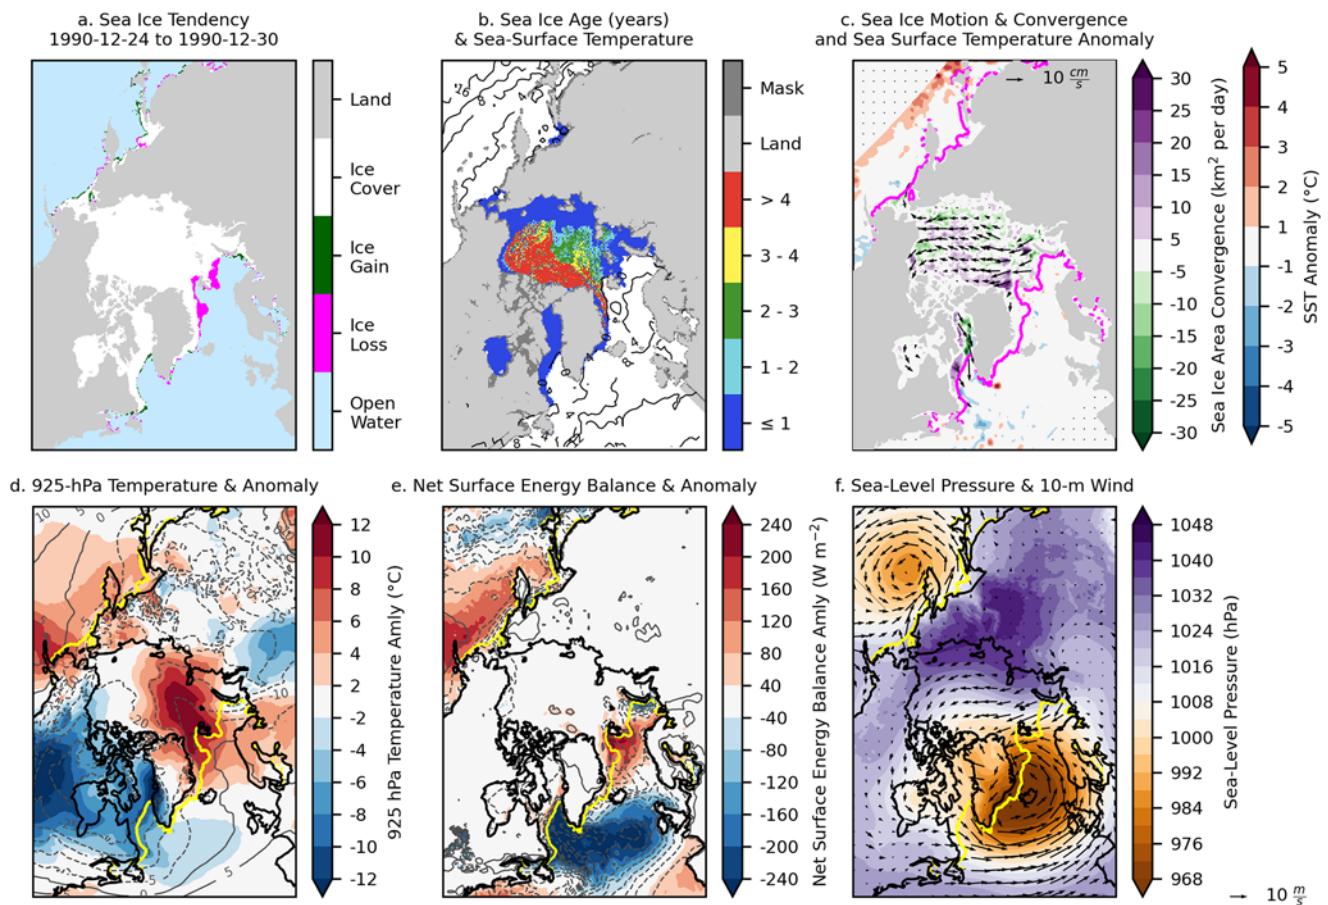 a. Sea Ice Tendency
1990-12-24 to 1990-12-30
Land
Ice
Cover
Ice
Gain
Ice
Loss
Open
Water
b. Sea Ice Age (years)
& Sea-Surface Temperature
Mask
Land
> 4
3 - 4
2 - 3
1 - 2
≤ 1
c. Sea Ice Motion & Convergence
and Sea Surface Temperature Anomaly
10 cm/s
30
25
20
15
10
5
-5
-10
-15
-20
-25
-30
Sea Ice Area Convergence (km² per day)
5
4
3
2
1
-1
-2
-3
-4
-5
SST Anomaly (°C)
d. 925-hPa Temperature & Anomaly
12
10
8
6
4
2
-2
-4
-6
-8
-10
-12
925 hPa Temperature Amly (°C)
e. Net Surface Energy Balance & Anomaly
240
200
160
120
80
40
-40
-80
-120
-160
-200
-240
Net Surface Energy Balance Amly (W m⁻²)
f. Sea-Level Pressure & 10-m Wind
1048
1040
1032
1024
1016
1008
1000
992
984
976
968
Sea-Level Pressure (hPa)
10 m/s